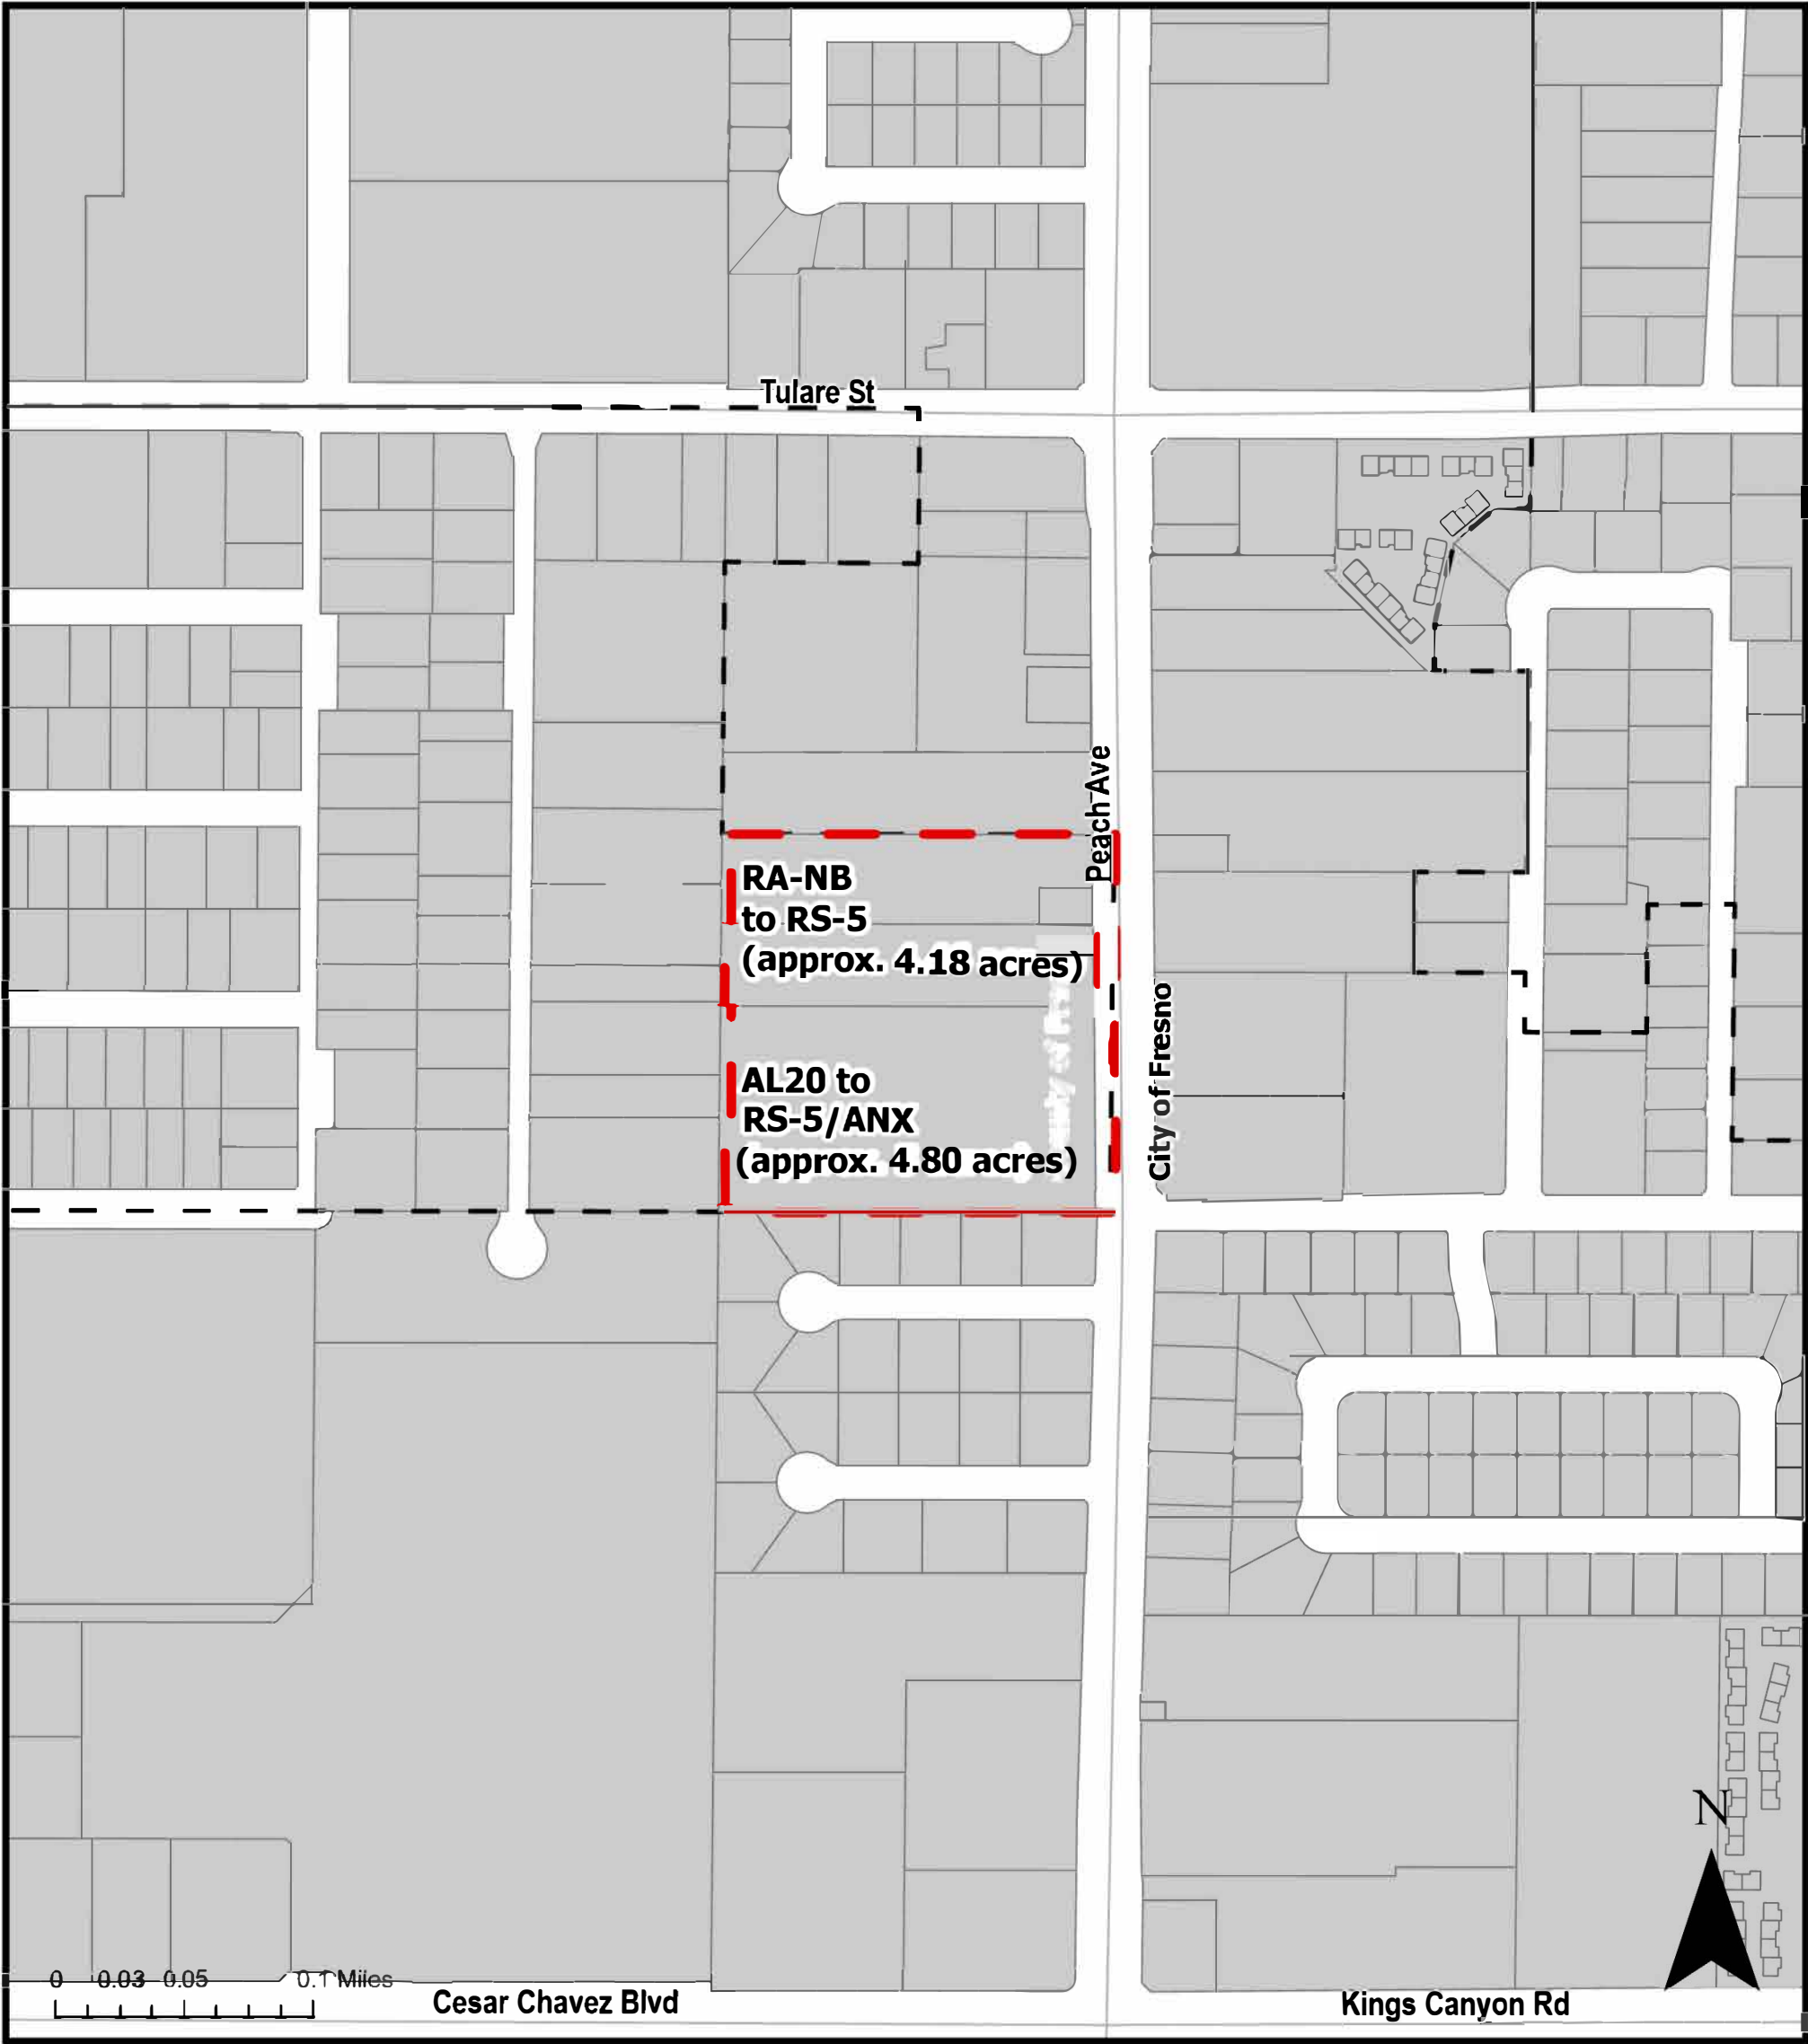 Tulare St
Peach Ave
RA-NB
to RS-5
(approx. 4.18 acres)
City of Fresno
AL20 to
RS-5/ANX
(approx. 4.80 acres)
N
0 0.03 0.05 0.1 Miles
Cesar Chavez Blvd
Kings Canyon Rd